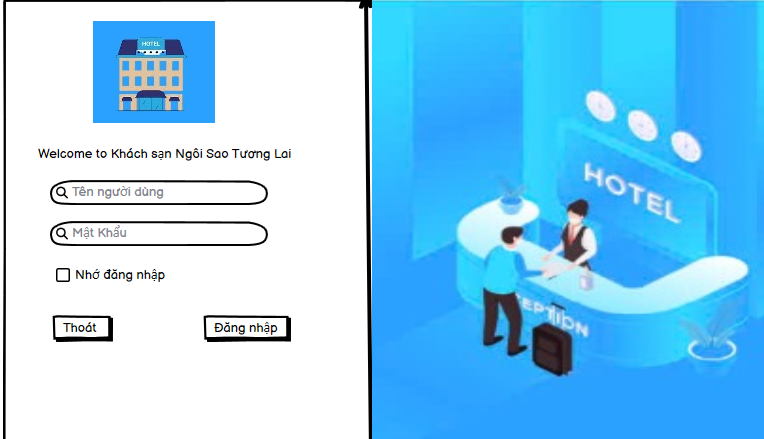 HOTEL
Welcome to Khách sạn Ngôi Sao Tương Lai
Tên người dùng
Mật Khẩu
Nhớ đăng nhập
Thoát
Đăng nhập
HOTEL